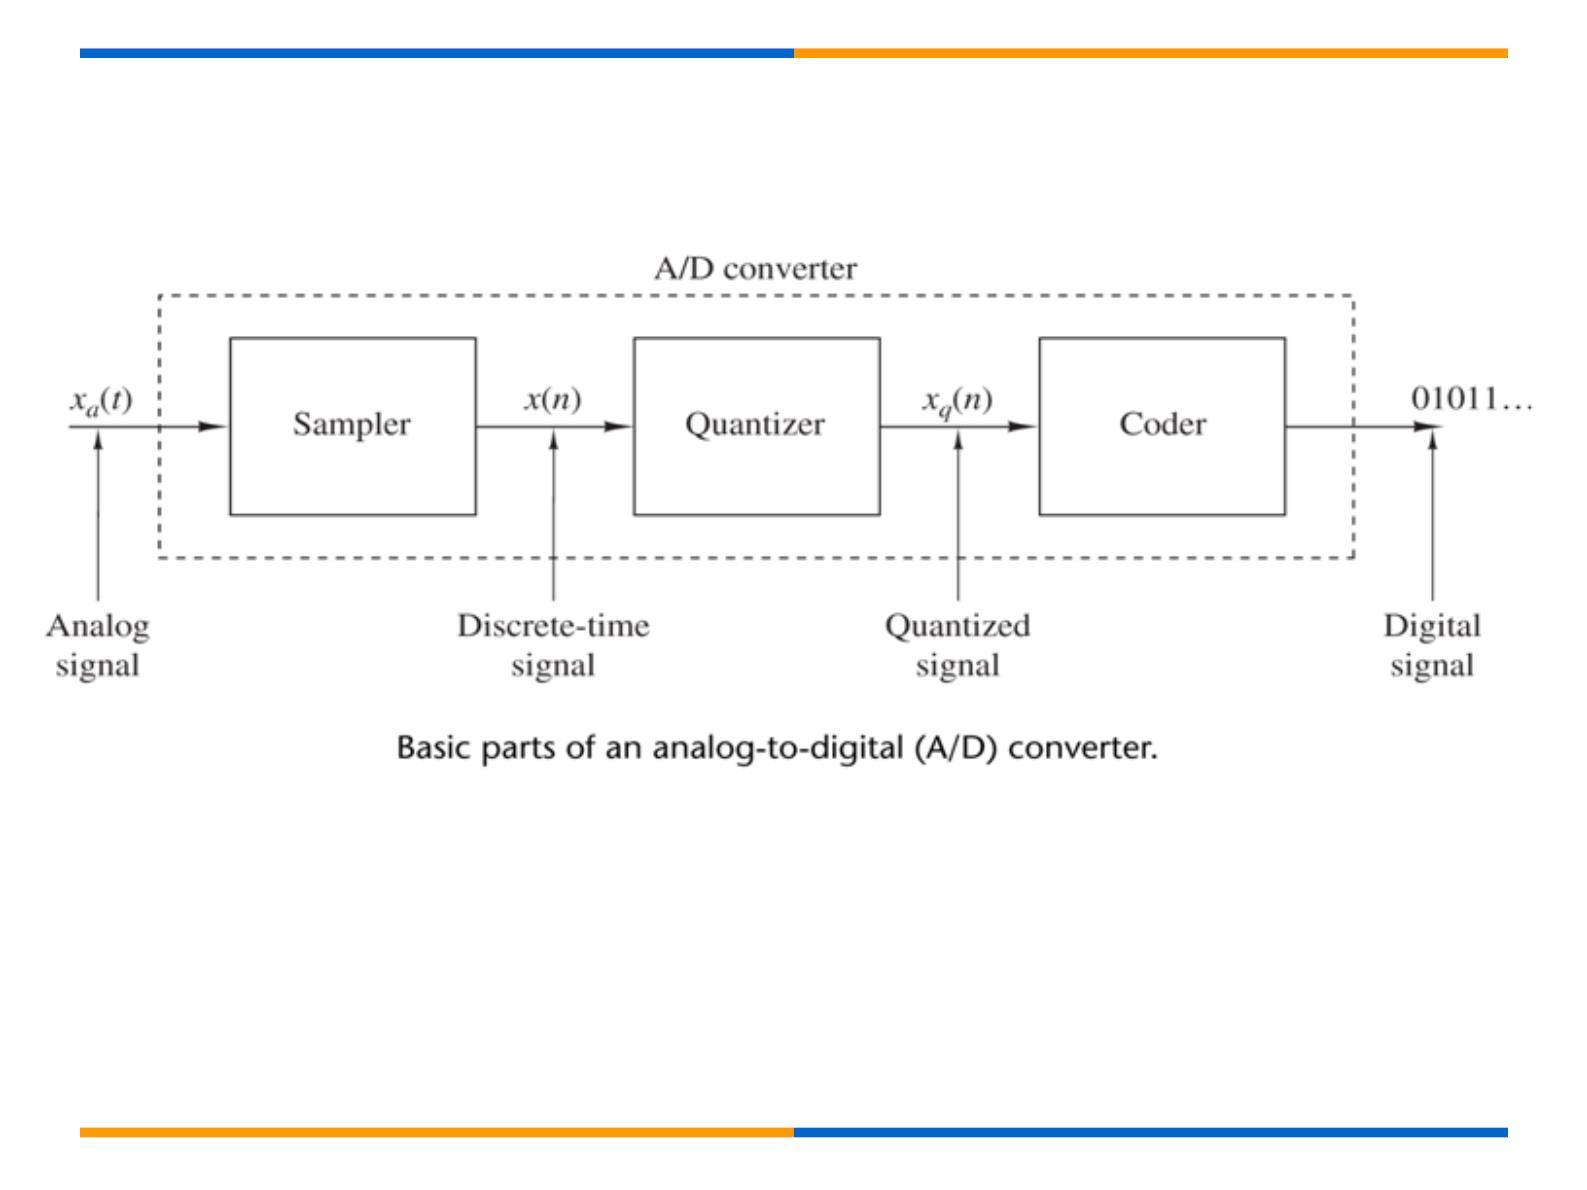 A/D converter
xₐ(t)
x(n)
x_q(n)
01011...
Sampler
Quantizer
Coder
Analog
signal
Discrete-time
signal
Quantized
signal
Digital
signal
Basic parts of an analog-to-digital (A/D) converter.